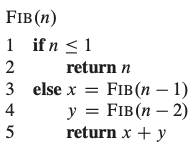 FIB(n)
1 if n ≤ 1
2 return n
3 else x = FIB(n − 1)
4 y = FIB(n − 2)
5 return x + y